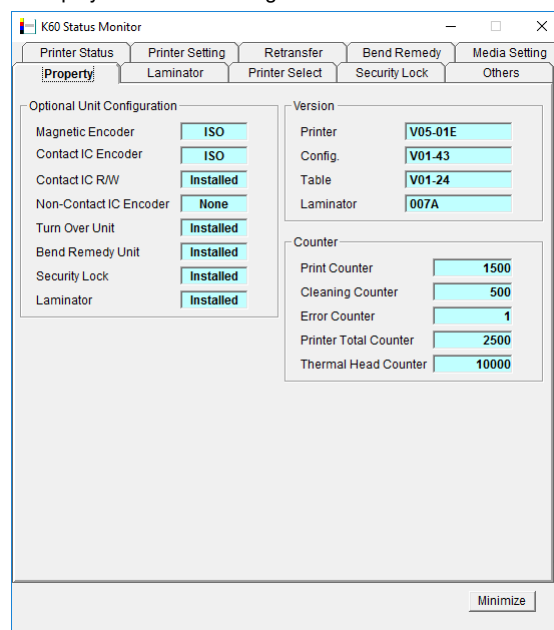 K60 Status Monitor
Printer Status Printer Setting Retransfer Bend Remedy Media Setting
Property Laminator Printer Select Security Lock Others
Optional Unit Configuration
Magnetic Encoder ISO
Contact IC Encoder ISO
Contact IC R/W Installed
Non-Contact IC Encoder None
Turn Over Unit Installed
Bend Remedy Unit Installed
Security Lock Installed
Laminator Installed
Version
Printer V05-01E
Config. V01-43
Table V01-24
Laminator 007A
Counter
Print Counter 1500
Cleaning Counter 500
Error Counter 1
Printer Total Counter 2500
Thermal Head Counter 10000
Minimize